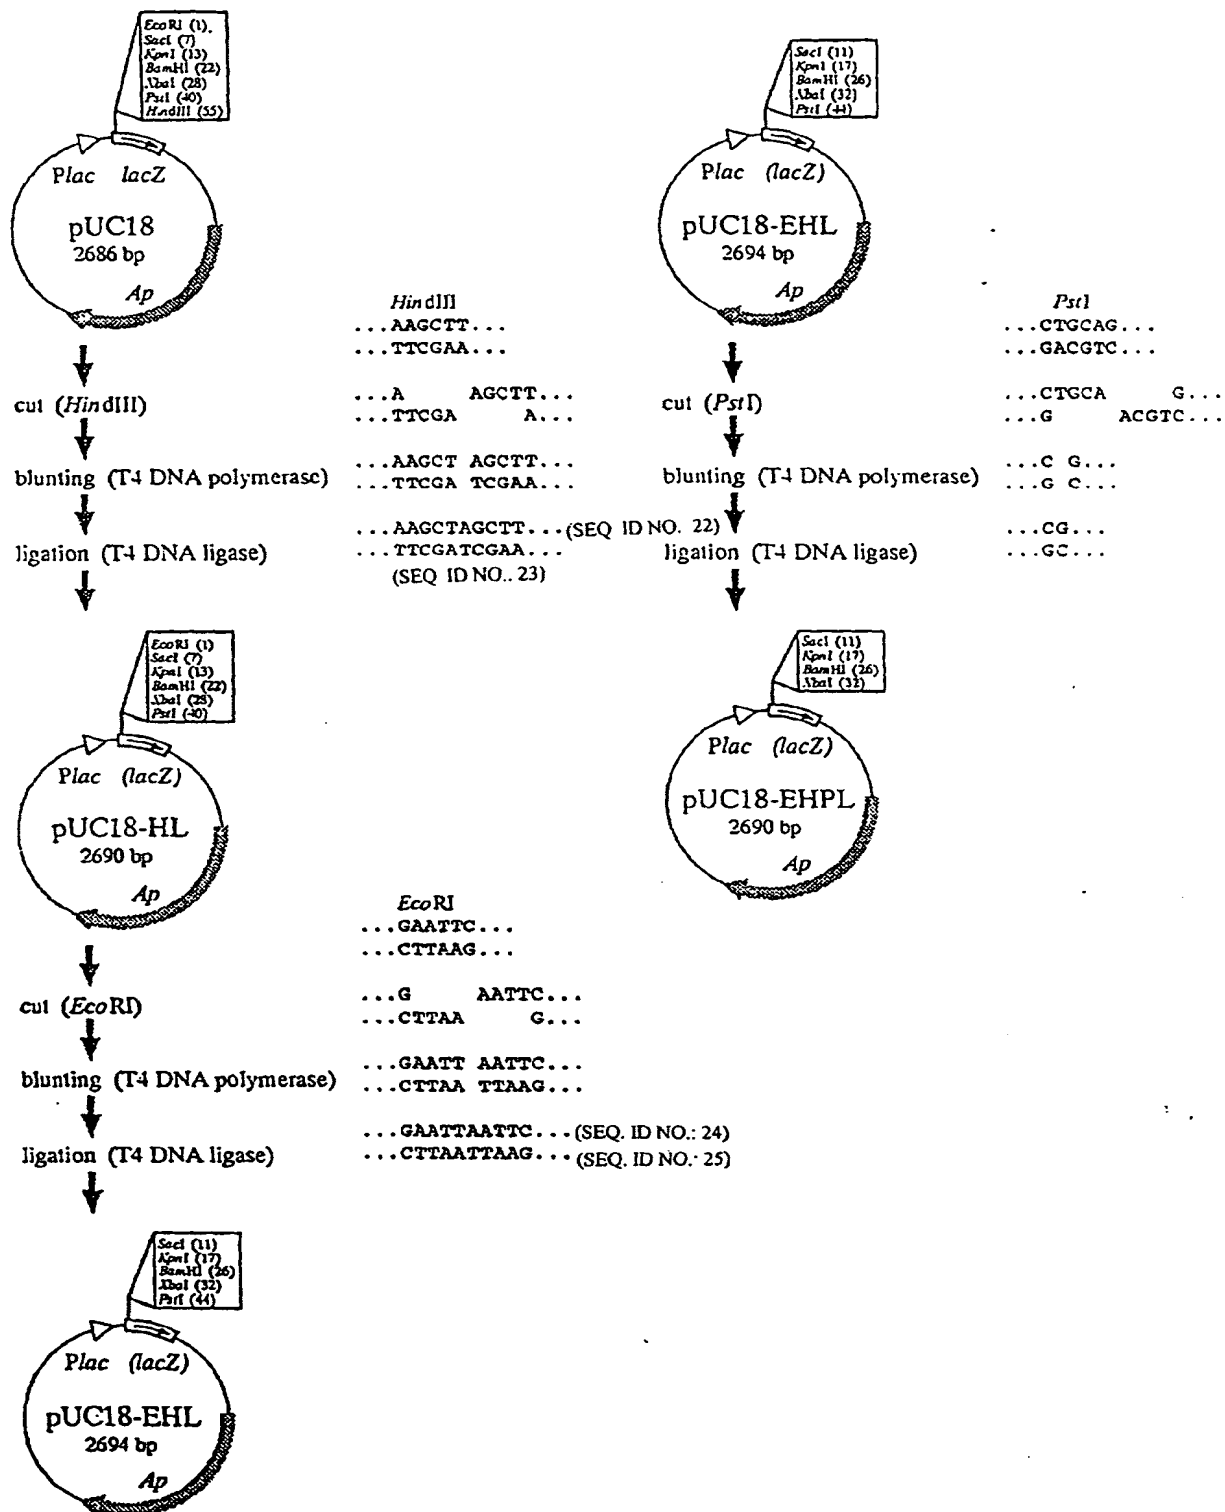 EcoRI (1)
SacI (7)
KpnI (13)
BamHI (22)
XbaI (28)
PstI (40)
HindIII (55)
Plac lacZ
pUC18
2686 bp
Ap
HindIII
...AAGCTT...
...TTCGAA...
cut (HindIII)
...A AGCTT...
...TTCGA A...
blunting (T4 DNA polymerase)
...AAGCT AGCTT...
...TTCGA TCGAA...
ligation (T4 DNA ligase)
...AAGCTAGCTT...(SEQ ID NO. 22)
...TTCGATCGAA...
(SEQ ID NO.. 23)
EcoRI (1)
SacI (7)
KpnI (13)
BamHI (22)
XbaI (28)
PstI (40)
Plac (lacZ)
pUC18-HL
2690 bp
Ap
EcoRI
...GAATTC...
...CTTAAG...
cut (EcoRI)
...G AATTC...
...CTTAA G...
blunting (T4 DNA polymerase)
...GAATT AATTC...
...CTTAA TTAAG...
ligation (T4 DNA ligase)
...GAATTAATTC...(SEQ. ID NO.: 24)
...CTTAATTAAG...(SEQ. ID NO.: 25)
SacI (11)
KpnI (17)
BamHI (26)
XbaI (32)
PstI (44)
Plac (lacZ)
pUC18-EHL
2694 bp
Ap
SacI (11)
KpnI (17)
BamHI (26)
XbaI (32)
PstI (44)
Plac (lacZ)
pUC18-EHL
2694 bp
Ap
PstI
...CTGCAG...
...GACGTC...
cut (PstI)
...CTGCA G...
...G ACGTC...
blunting (T4 DNA polymerase)
...C G...
...G C...
ligation (T4 DNA ligase)
...CG...
...GC...
SacI (11)
KpnI (17)
BamHI (26)
XbaI (32)
Plac (lacZ)
pUC18-EHPL
2690 bp
Ap